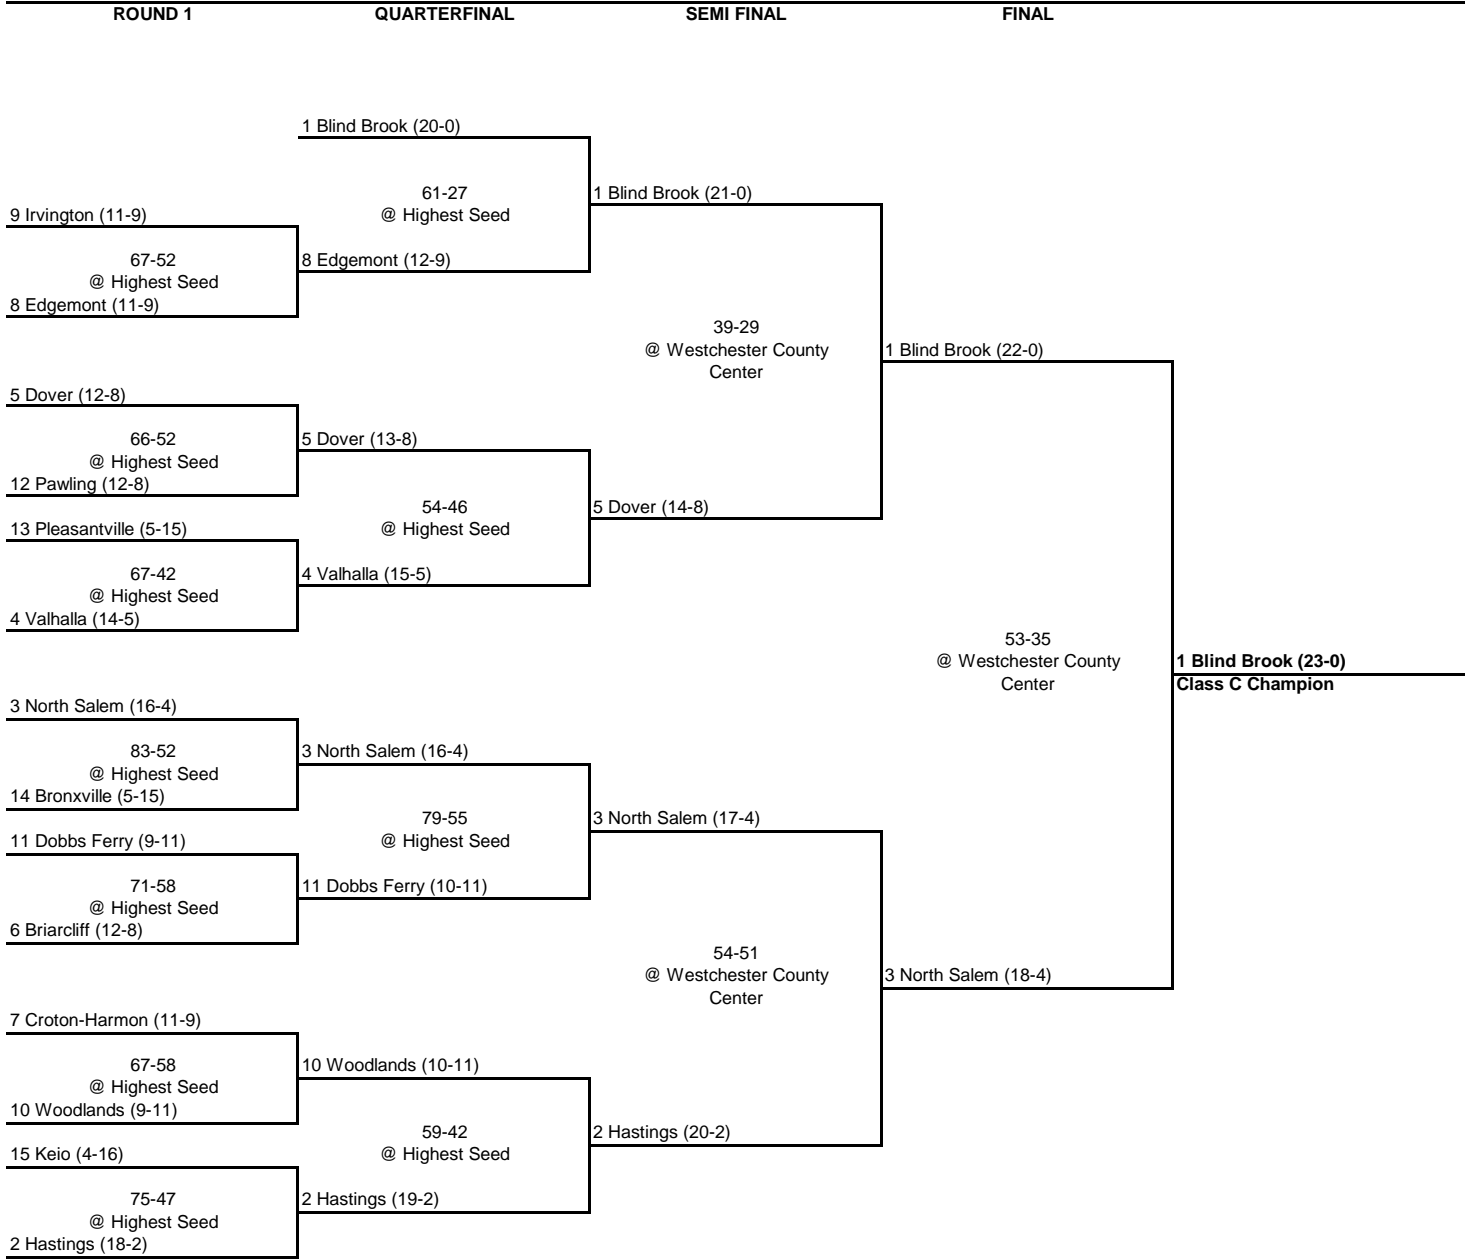 ROUND 1
QUARTERFINAL
SEMI FINAL
FINAL
1 Blind Brook (20-0)
61-27
@ Highest Seed
1 Blind Brook (21-0)
9 Irvington (11-9)
67-52
@ Highest Seed
8 Edgemont (12-9)
8 Edgemont (11-9)
39-29
@ Westchester County
Center
1 Blind Brook (22-0)
5 Dover (12-8)
66-52
@ Highest Seed
5 Dover (13-8)
12 Pawling (12-8)
54-46
@ Highest Seed
5 Dover (14-8)
13 Pleasantville (5-15)
67-42
@ Highest Seed
4 Valhalla (15-5)
4 Valhalla (14-5)
53-35
@ Westchester County
Center
1 Blind Brook (23-0)
Class C Champion
3 North Salem (16-4)
83-52
@ Highest Seed
3 North Salem (16-4)
14 Bronxville (5-15)
79-55
@ Highest Seed
3 North Salem (17-4)
11 Dobbs Ferry (9-11)
71-58
@ Highest Seed
11 Dobbs Ferry (10-11)
6 Briarcliff (12-8)
54-51
@ Westchester County
Center
3 North Salem (18-4)
7 Croton-Harmon (11-9)
67-58
@ Highest Seed
10 Woodlands (10-11)
10 Woodlands (9-11)
59-42
@ Highest Seed
2 Hastings (20-2)
15 Keio (4-16)
75-47
@ Highest Seed
2 Hastings (19-2)
2 Hastings (18-2)